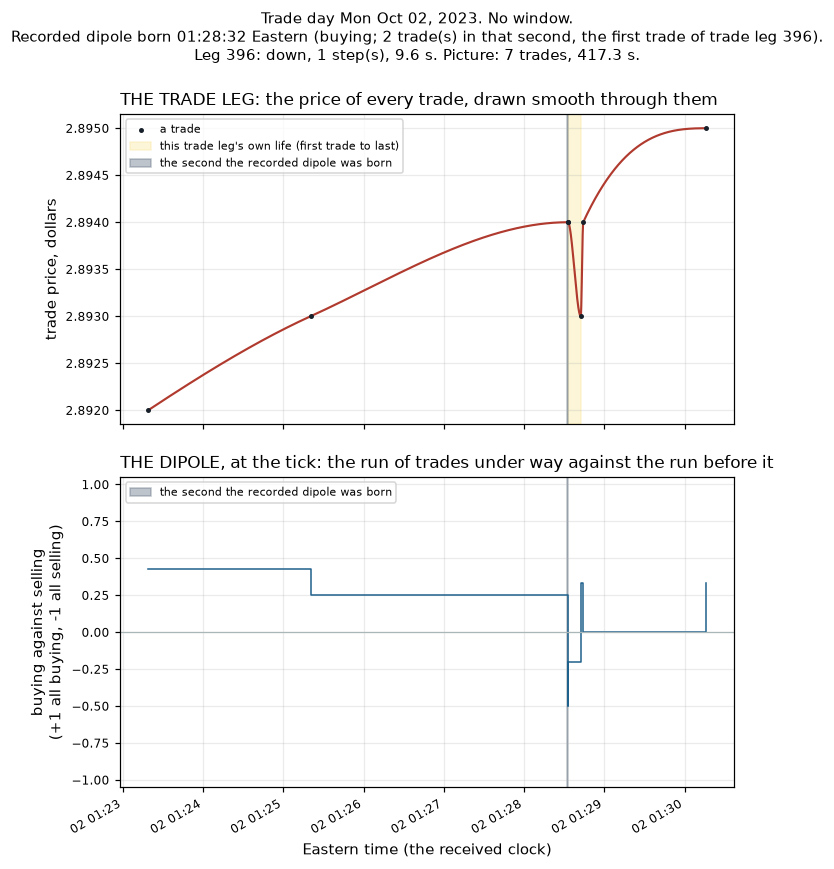 Trade day Mon Oct 02, 2023. No window.
Recorded dipole born 01:28:32 Eastern (buying; 2 trade(s) in that second, the first trade of trade leg 396).
Leg 396: down, 1 step(s), 9.6 s. Picture: 7 trades, 417.3 s.
THE TRADE LEG: the price of every trade, drawn smooth through them
a trade
this trade leg's own life (first trade to last)
the second the recorded dipole was born
trade price, dollars
2.8950
2.8945
2.8940
2.8935
2.8930
2.8925
2.8920
THE DIPOLE, at the tick: the run of trades under way against the run before it
the second the recorded dipole was born
buying against selling
(+1 all buying, -1 all selling)
1.00
0.75
0.50
0.25
0.00
−0.25
−0.50
−0.75
−1.00
02 01:23
02 01:24
02 01:25
02 01:26
02 01:27
02 01:28
02 01:29
02 01:30
Eastern time (the received clock)